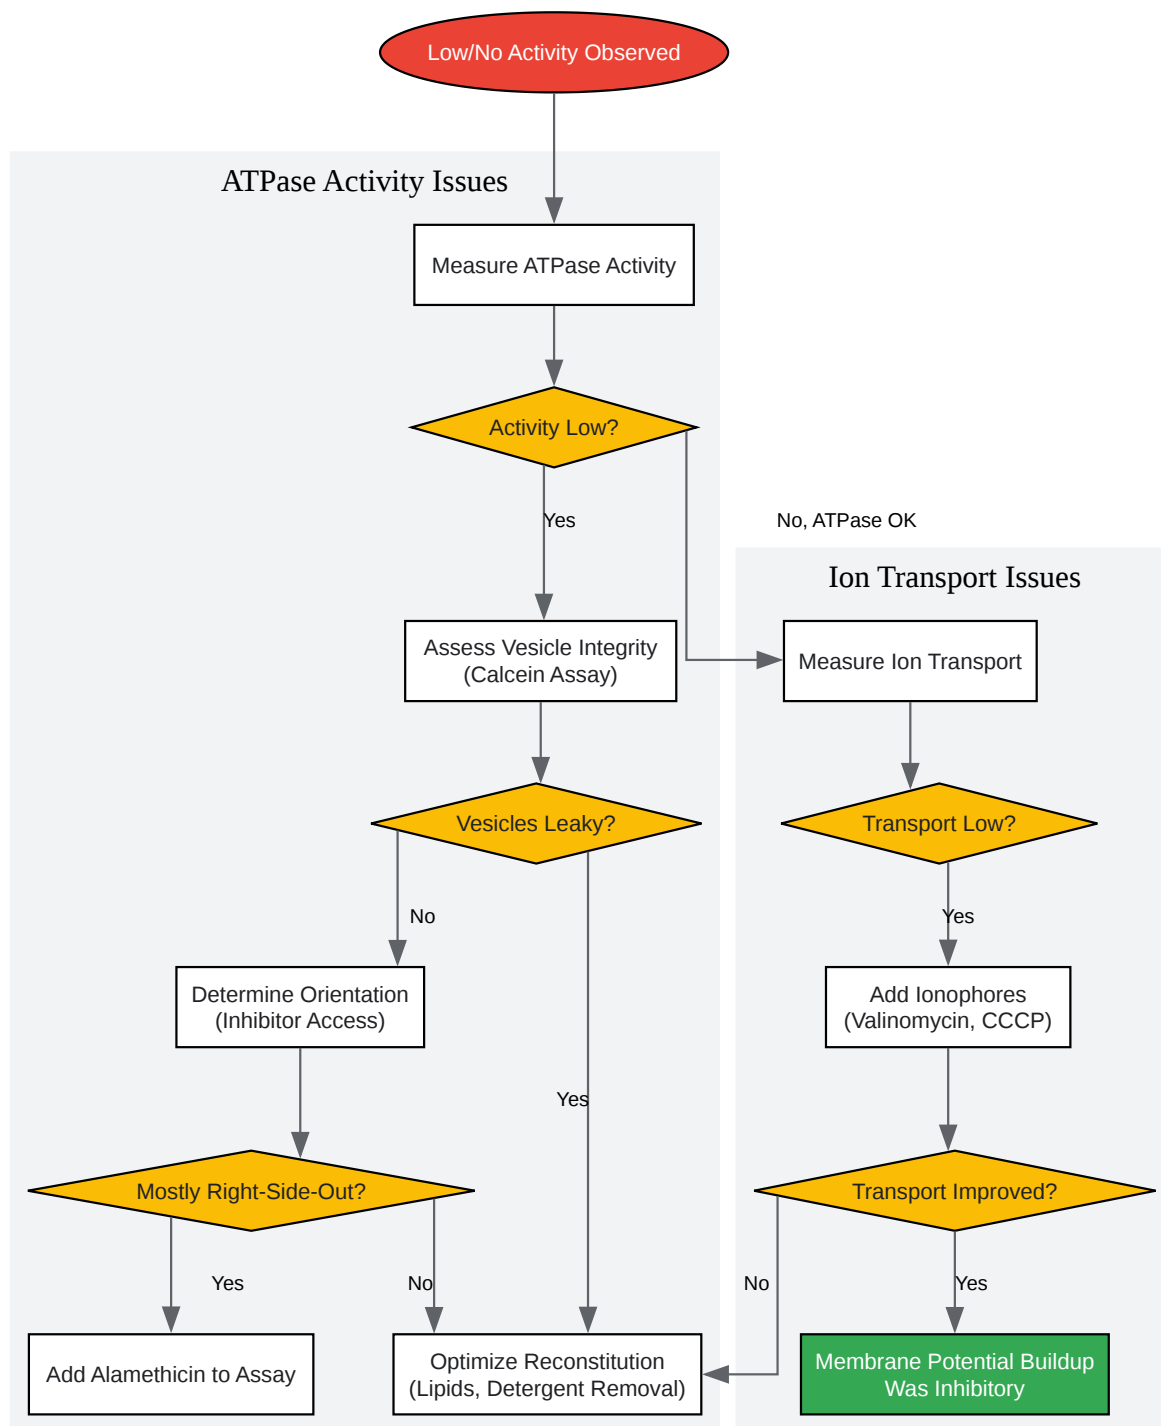 Low/No Activity Observed
ATPase Activity Issues
Measure ATPase Activity
Activity Low?
Yes
No, ATPase OK
Ion Transport Issues
Assess Vesicle Integrity
(Calcein Assay)
Measure Ion Transport
Vesicles Leaky?
Transport Low?
No
Yes
Determine Orientation
(Inhibitor Access)
Add Ionophores
(Valinomycin, CCCP)
Yes
Mostly Right-Side-Out?
Transport Improved?
Yes
No
No
Yes
Add Alamethicin to Assay
Optimize Reconstitution
(Lipids, Detergent Removal)
Membrane Potential Buildup
Was Inhibitory